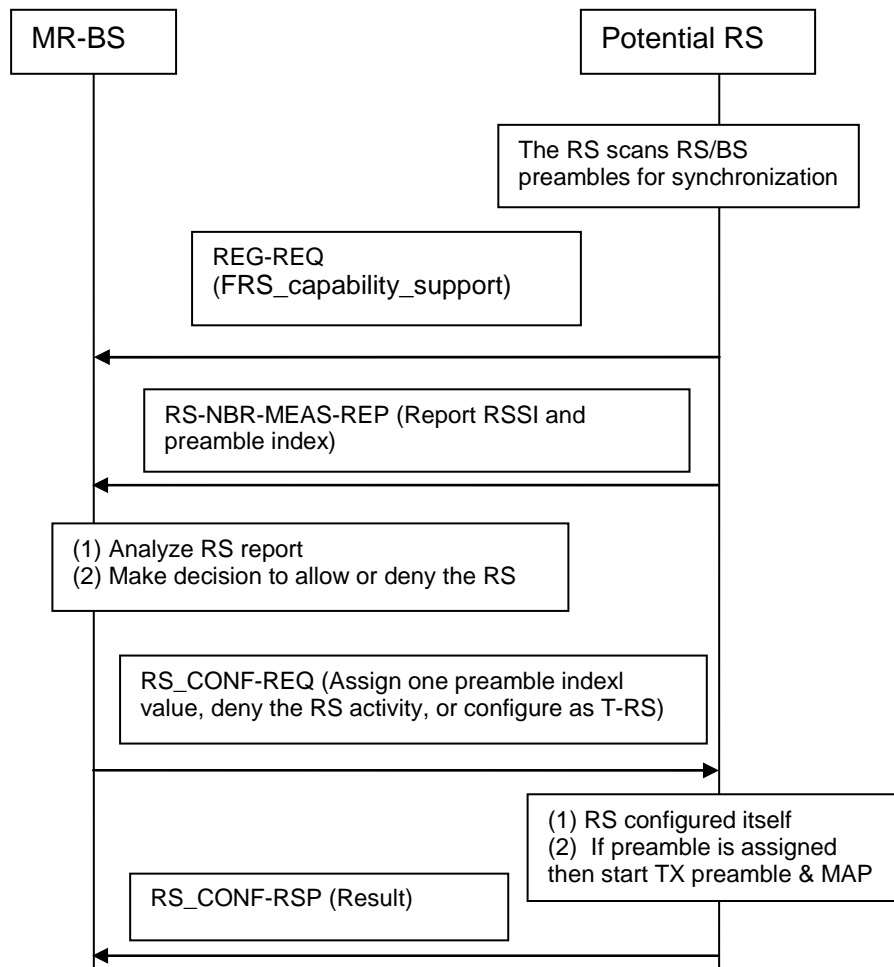 MR-BS
Potential RS
The RS scans RS/BS
preambles for synchronization
REG-REQ
(FRS_capability_support)
RS-NBR-MEAS-REP (Report RSSI and
preamble index)
(1) Analyze RS report
(2) Make decision to allow or deny the RS
RS_CONF-REQ (Assign one preamble indexl
value, deny the RS activity, or configure as T-RS)
(1) RS configured itself
(2) If preamble is assigned
then start TX preamble & MAP
RS_CONF-RSP (Result)